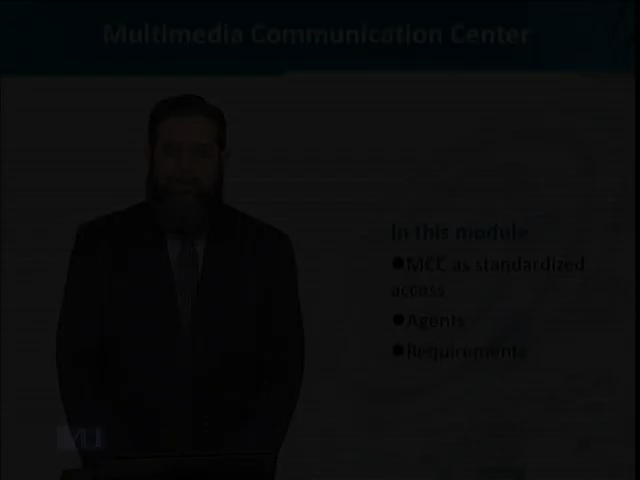 Multimedia Communication Center
In this module
●MCC as standardized
access
●Agents
●Requirements